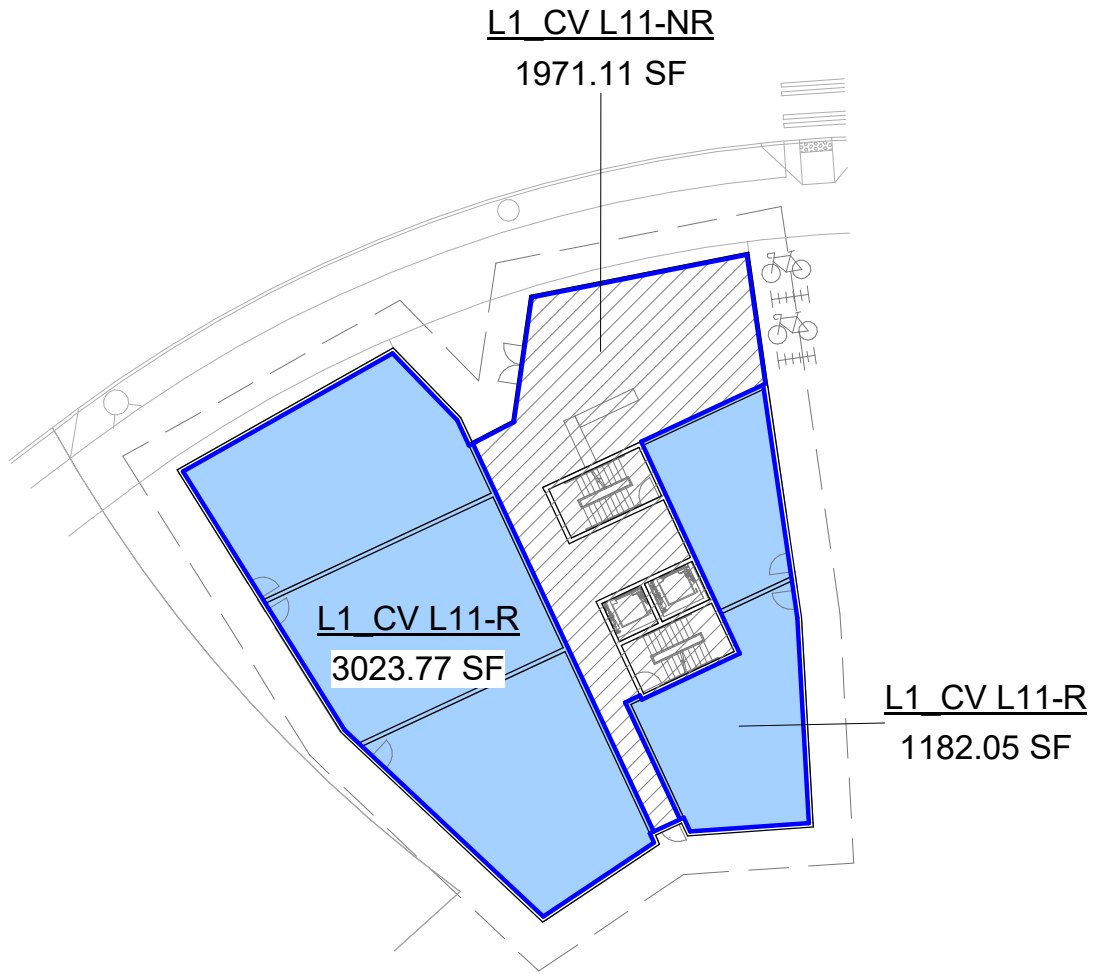 L1_CV L11-NR
1971.11 SF
L1_CV L11-R
3023.77 SF
L1_CV L11-R
1182.05 SF